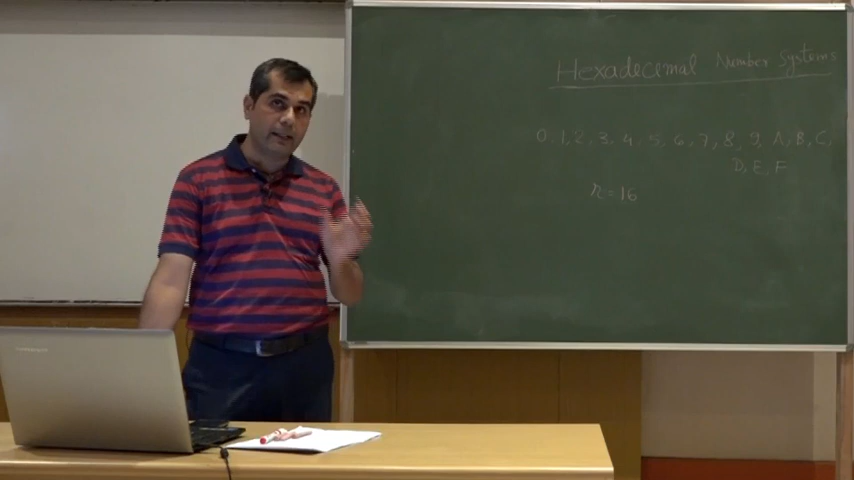 Hexadecimal Number Systems
0, 1, 2, 3, 4, 5, 6, 7, 8, 9, A, B, C,
D, E, F
r = 16